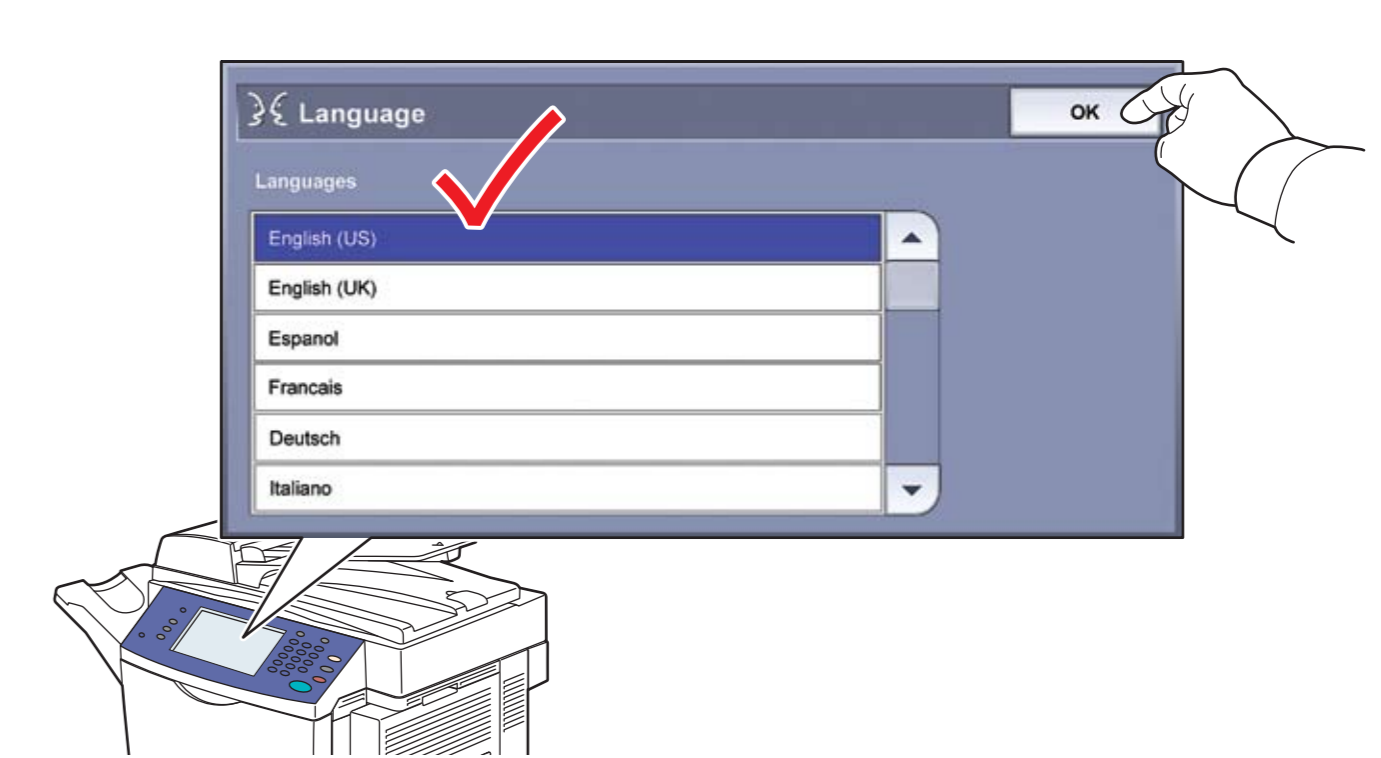 Language
OK
Languages
English (US)
English (UK)
Espanol
Francais
Deutsch
Italiano